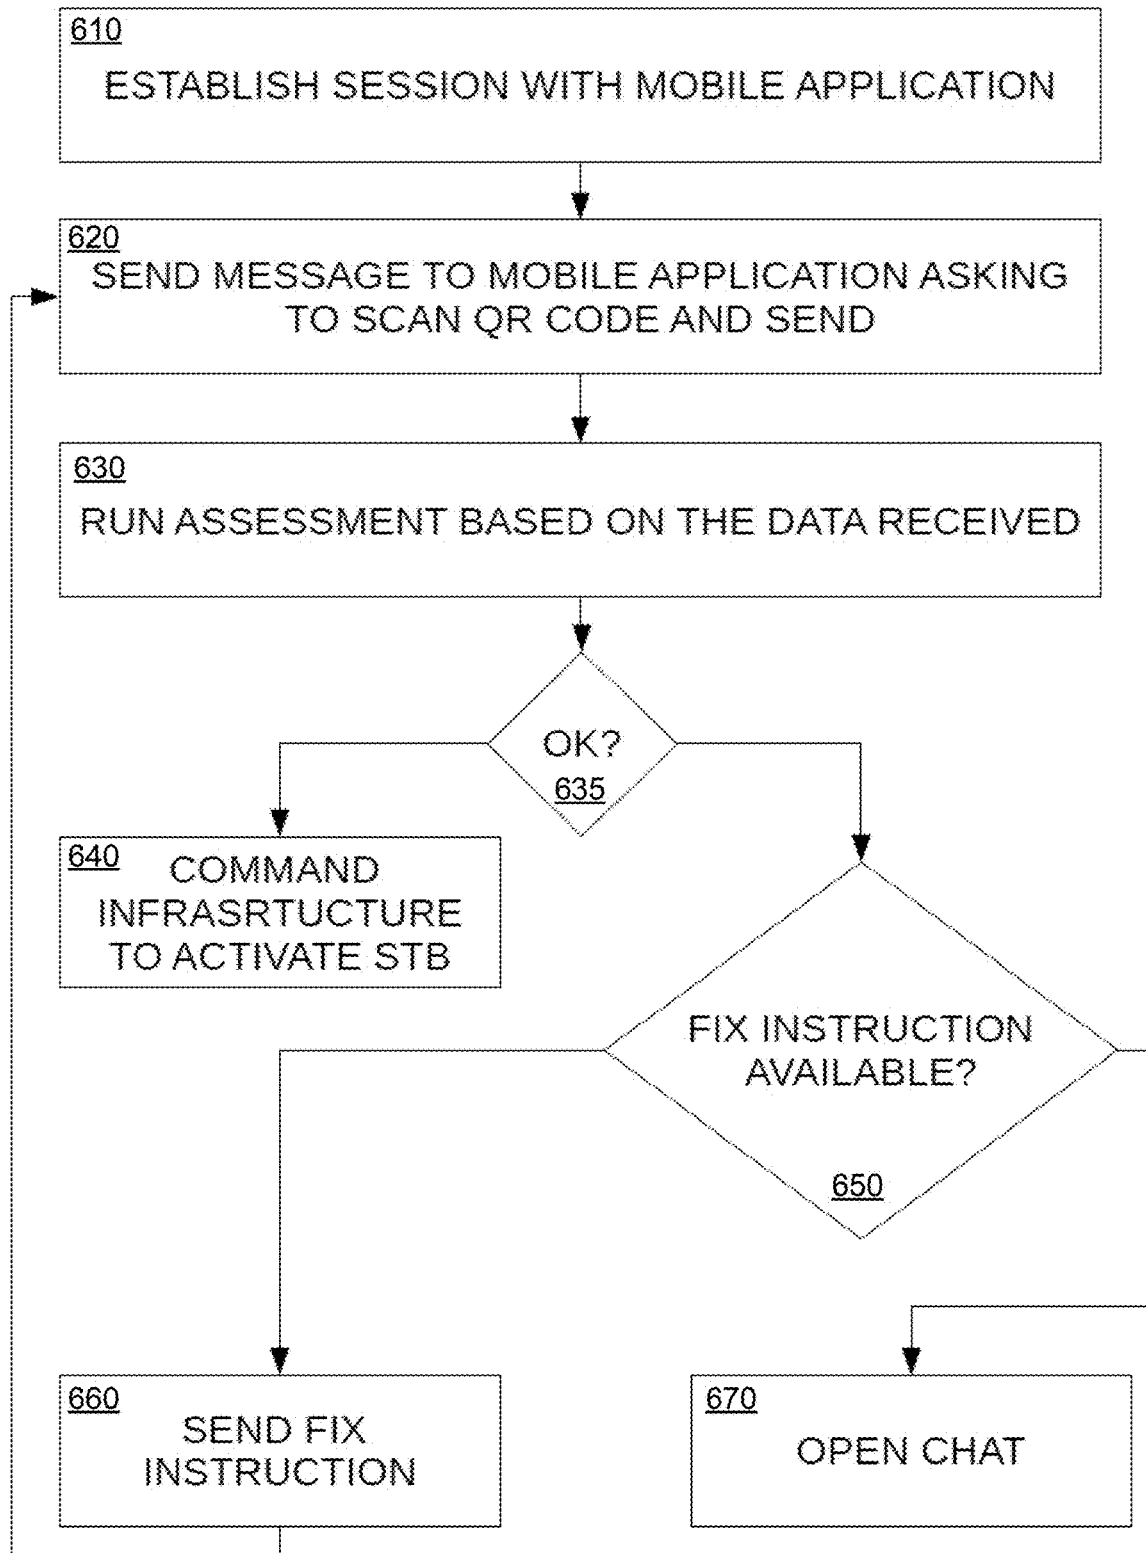 610
ESTABLISH SESSION WITH MOBILE APPLICATION
620
SEND MESSAGE TO MOBILE APPLICATION ASKING
TO SCAN QR CODE AND SEND
630
RUN ASSESSMENT BASED ON THE DATA RECEIVED
OK?
635
640
COMMAND
INFRASRTUCTURE
TO ACTIVATE STB
FIX INSTRUCTION
AVAILABLE?
650
660
SEND FIX
INSTRUCTION
670
OPEN CHAT